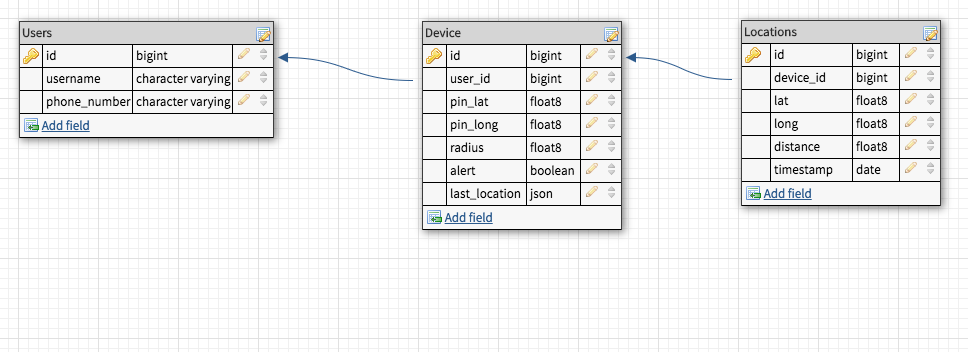 Users
id bigint
username character varying
phone_number character varying
Add field
Device
id bigint
user_id bigint
pin_lat float8
pin_long float8
radius float8
alert boolean
last_location json
Add field
Locations
id bigint
device_id bigint
lat float8
long float8
distance float8
timestamp date
Add field